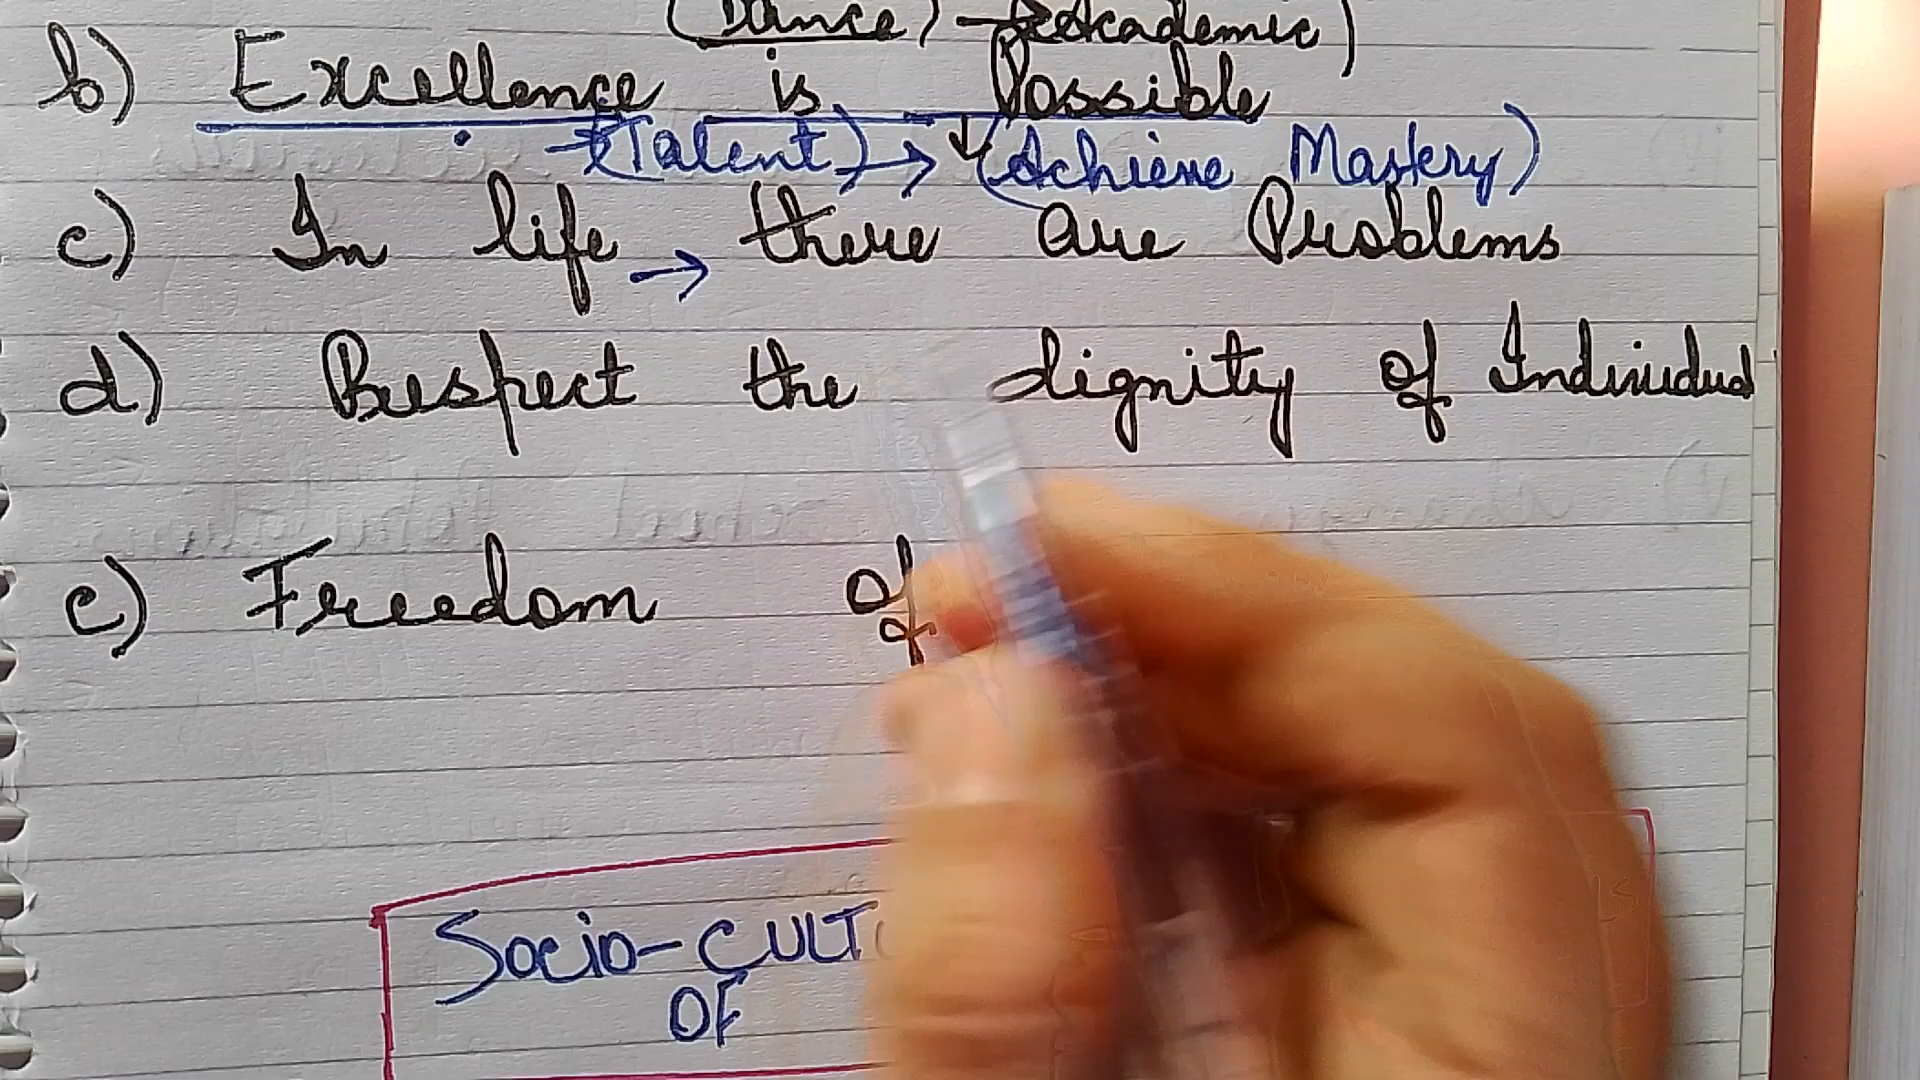 (Dance) → (Academic)
b) Excellence is Possible
→ (Talent) → (Achieve Mastery)
c) In life → there are Problems
d) Respect the dignity of Individual
e) Freedom of
Socio-CULT
OF